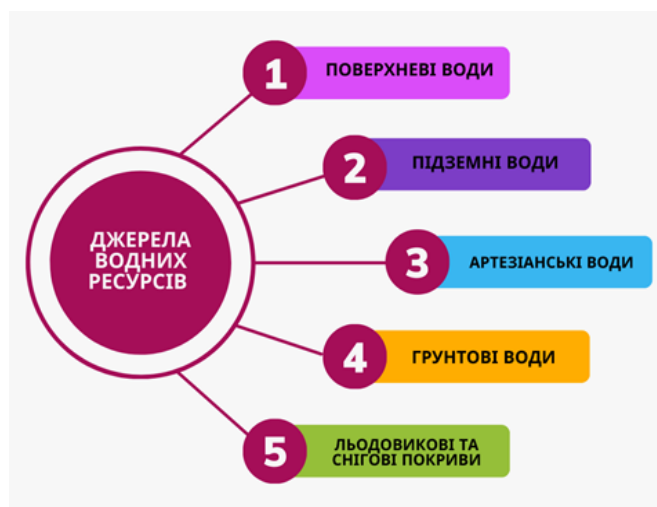 ДЖЕРЕЛА
ВОДНИХ
РЕСУРСІВ
1
ПОВЕРХНЕВІ ВОДИ
2
ПІДЗЕМНІ ВОДИ
3
АРТЕЗІАНСЬКІ ВОДИ
4
ГРУНТОВІ ВОДИ
5
ЛЬОДОВИКОВІ ТА
СНІГОВІ ПОКРИВИ